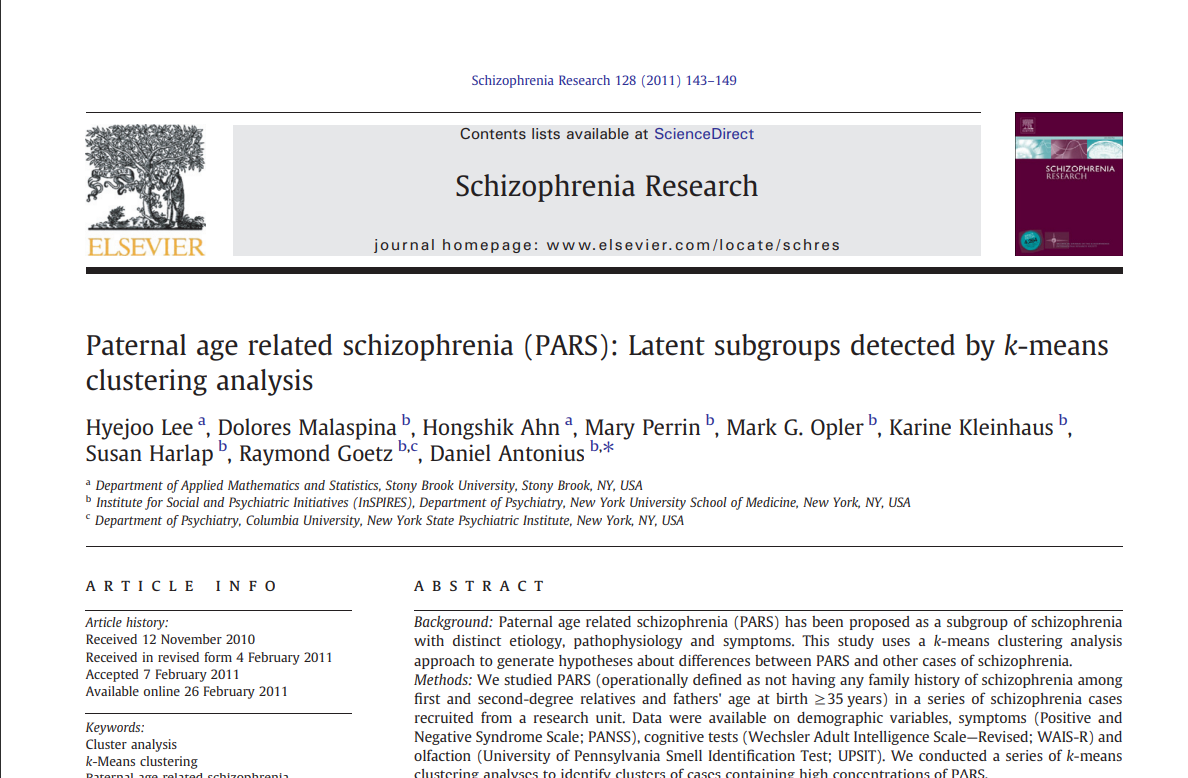 Schizophrenia Research 128 (2011) 143–149
Contents lists available at ScienceDirect
Schizophrenia Research
journal homepage: www.elsevier.com/locate/schres
ELSEVIER
SCHIZOPHRENIA
RESEARCH
Paternal age related schizophrenia (PARS): Latent subgroups detected by k-means
clustering analysis
Hyejoo Lee a, Dolores Malaspina b, Hongshik Ahn a, Mary Perrin b, Mark G. Opler b, Karine Kleinhaus b,
Susan Harlap b, Raymond Goetz b,c, Daniel Antonius b,*
a Department of Applied Mathematics and Statistics, Stony Brook University, Stony Brook, NY, USA
b Institute for Social and Psychiatric Initiatives (InSPIRES), Department of Psychiatry, New York University School of Medicine, New York, NY, USA
c Department of Psychiatry, Columbia University, New York State Psychiatric Institute, New York, NY, USA
ARTICLE INFO
Article history:
Received 12 November 2010
Received in revised form 4 February 2011
Accepted 7 February 2011
Available online 26 February 2011
Keywords:
Cluster analysis
k-Means clustering
Paternal age related schizophrenia
ABSTRACT
Background: Paternal age related schizophrenia (PARS) has been proposed as a subgroup of schizophrenia
with distinct etiology, pathophysiology and symptoms. This study uses a k-means clustering analysis
approach to generate hypotheses about differences between PARS and other cases of schizophrenia.
Methods: We studied PARS (operationally defined as not having any family history of schizophrenia among
first and second-degree relatives and fathers' age at birth ≥35 years) in a series of schizophrenia cases
recruited from a research unit. Data were available on demographic variables, symptoms (Positive and
Negative Syndrome Scale; PANSS), cognitive tests (Wechsler Adult Intelligence Scale—Revised; WAIS-R) and
olfaction (University of Pennsylvania Smell Identification Test; UPSIT). We conducted a series of k-means
clustering analyses to identify clusters of cases containing high concentrations of PARS.